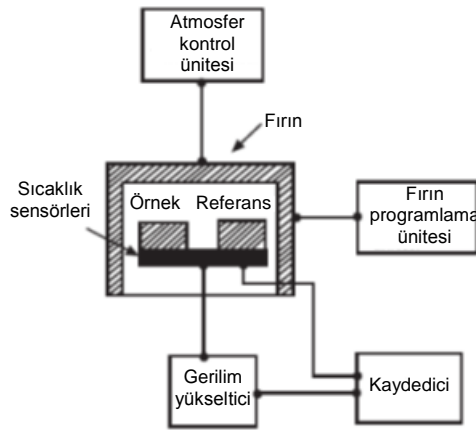 Atmosfer
kontrol
ünitesi
Fırın
Sıcaklık
sensörleri
Örnek Referans
Fırın
programlama
ünitesi
Gerilim
yükseltici
Kaydedici